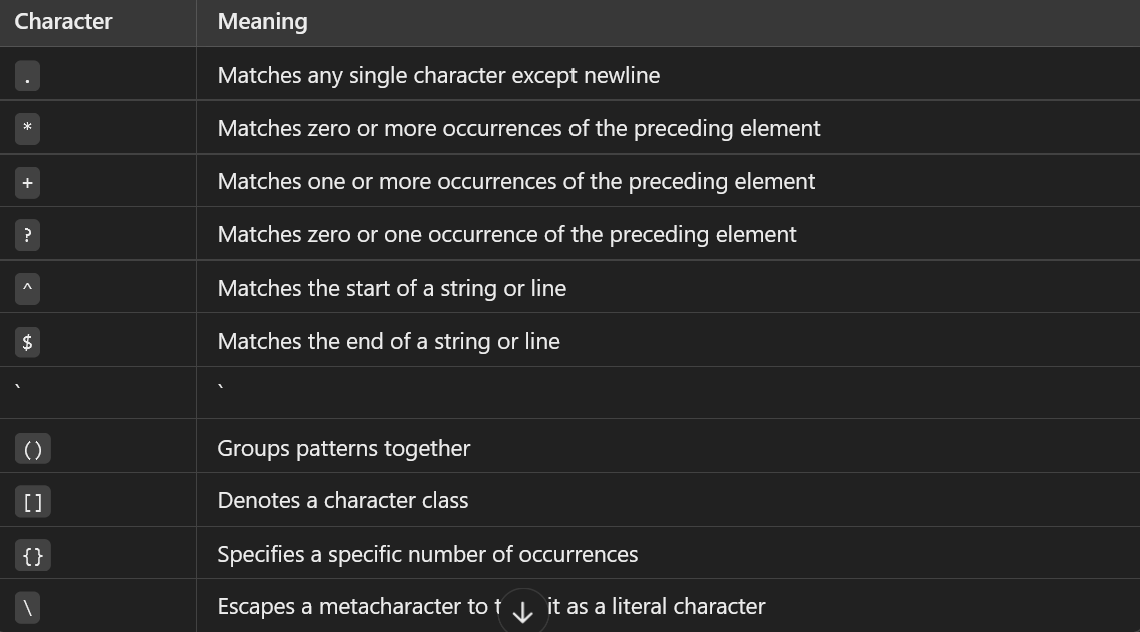 Character Meaning
. Matches any single character except newline
* Matches zero or more occurrences of the preceding element
+ Matches one or more occurrences of the preceding element
? Matches zero or one occurrence of the preceding element
^ Matches the start of a string or line
$ Matches the end of a string or line
` `
() Groups patterns together
[] Denotes a character class
{} Specifies a specific number of occurrences
\ Escapes a metacharacter to it as a literal character